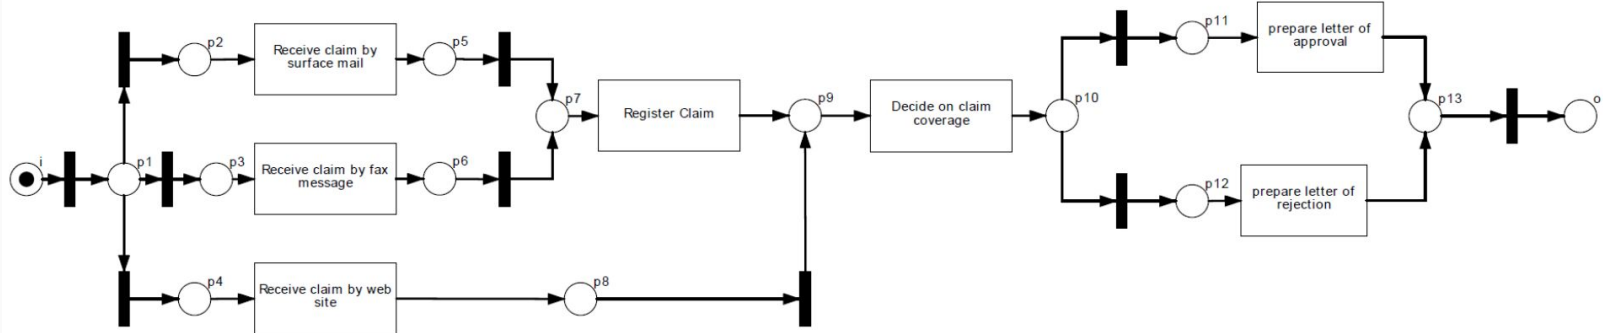 i
p1
p2
Receive claim by
surface mail
p5
p3
Receive claim by fax
message
p6
p4
Receive claim by web
site
p8
p7
Register Claim
p9
Decide on claim
coverage
p10
p11
prepare letter of
approval
p12
prepare letter of
rejection
p13
o